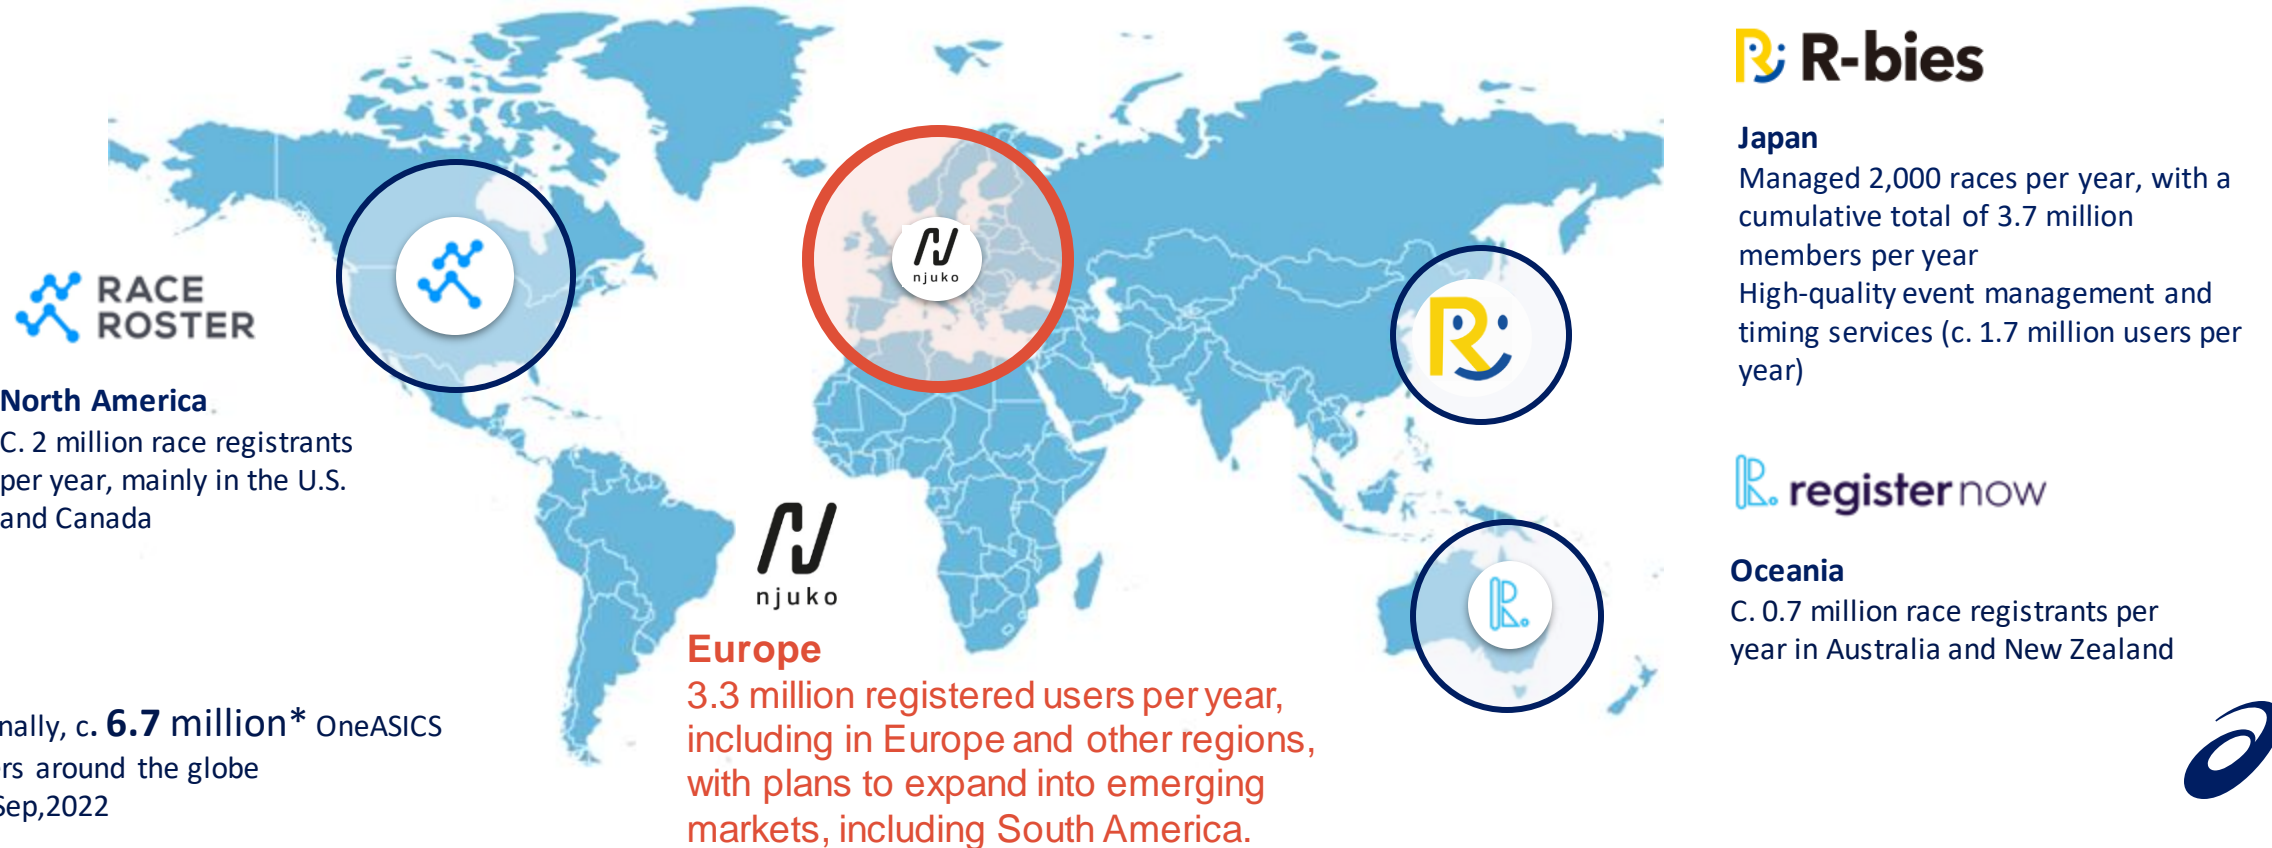 RACE
ROSTER
North America
C. 2 million race registrants
per year, mainly in the U.S.
and Canada
nally, c. 6.7 million* OneASICS
rs around the globe
Sep,2022
njuko
njuko
Europe
3.3 million registered users per year,
including in Europe and other regions,
with plans to expand into emerging
markets, including South America.
R-bies
Japan
Managed 2,000 races per year, with a
cumulative total of 3.7 million
members per year
High-quality event management and
timing services (c. 1.7 million users per
year)
register now
Oceania
C. 0.7 million race registrants per
year in Australia and New Zealand